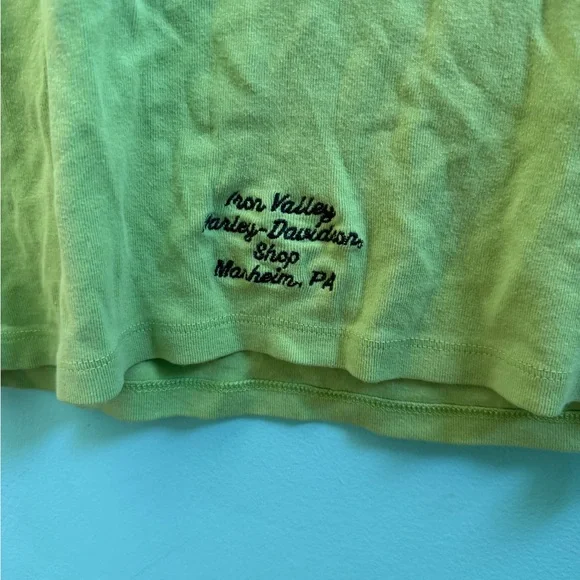 Iron Valley
Harley-Davidson
Shop
Manheim, PA